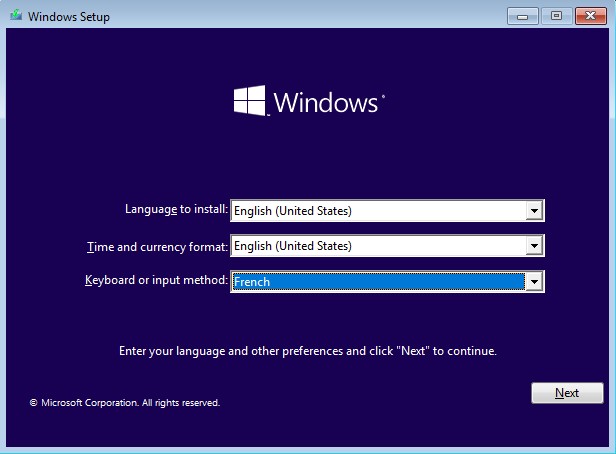 Windows Setup
Windows
Language to install: English (United States)
Time and currency format: English (United States)
Keyboard or input method: French
Enter your language and other preferences and click "Next" to continue.
Next
© Microsoft Corporation. All rights reserved.